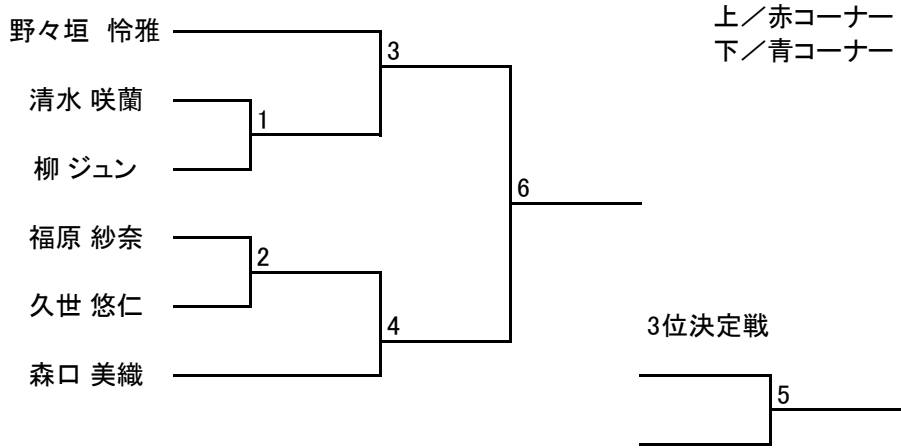 上／赤コーナー
下／青コーナー
野々垣　怜雅
3
清水 咲蘭
1
柳 ジュン
6
福原 紗奈
2
久世 悠仁
4
3位決定戦
森口 美織
5